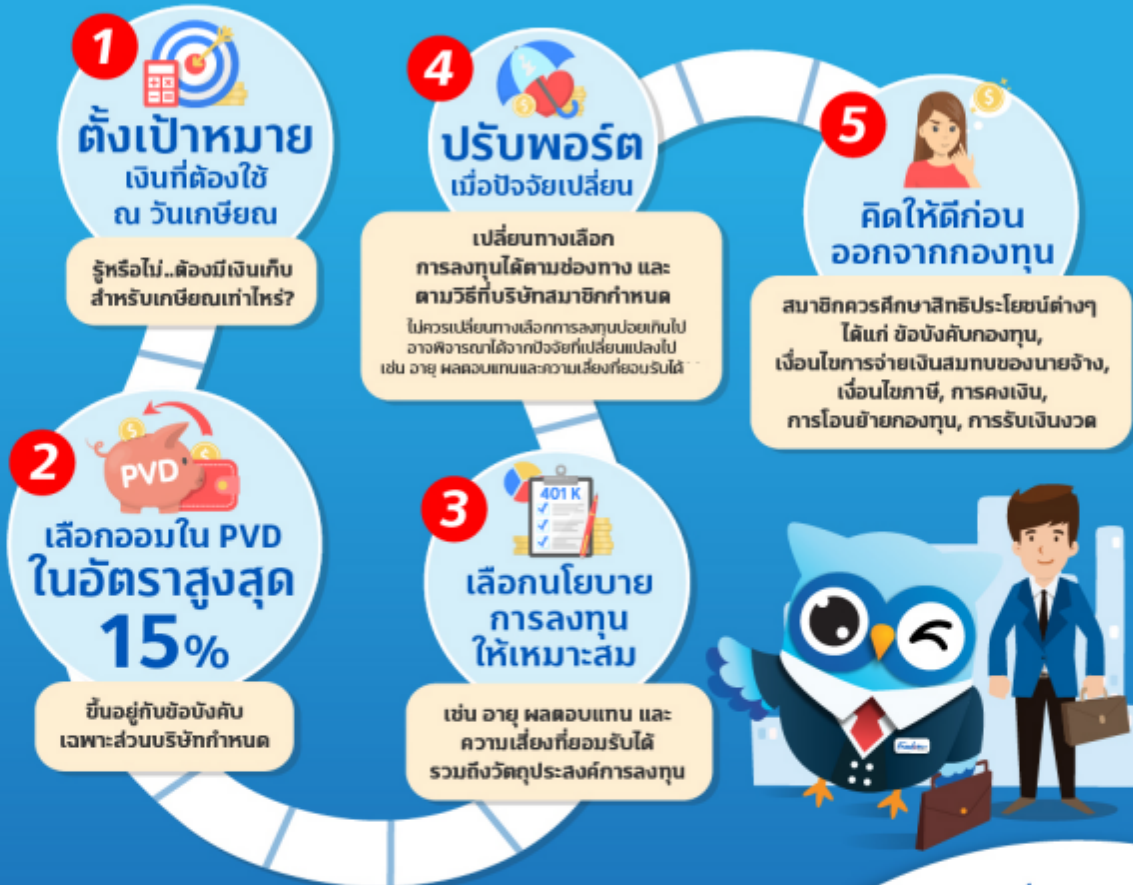 1
ตั้งเป้าหมาย
เงินที่ต้องใช้
ณ วันเกษียณ
รู้หรือไม่..ต้องมีเงินเก็บ
สำหรับเกษียณเท่าไหร่?
2
PVD
เลือกออมใน PVD
ในอัตราสูงสุด
15%
ขึ้นอยู่กับข้อบังคับ
เฉพาะส่วนบริษัทกำหนด
3
401 K
เลือกนโยบาย
การลงทุน
ให้เหมาะสม
เช่น อายุ ผลตอบแทน และ
ความเสี่ยงที่ยอมรับได้
รวมถึงวัตถุประสงค์การลงทุน
4
ปรับพอร์ต
เมื่อปัจจัยเปลี่ยน
เปลี่ยนทางเลือก
การลงทุนได้ตามช่องทาง และ
ตามวิธีที่บริษัทสมาชิกกำหนด
ไม่ควรเปลี่ยนทางเลือกการลงทุนบ่อยเกินไป
อาจพิจารณาได้จากปัจจัยที่เปลี่ยนแปลงไป
เช่น อายุ ผลตอบแทนและความเสี่ยงที่ยอมรับได้
5
คิดให้ดีก่อน
ออกจากกองทุน
สมาชิกควรศึกษาสิทธิประโยชน์ต่างๆ
ได้แก่ ข้อบังคับกองทุน,
เงื่อนไขการจ่ายเงินสมทบของนายจ้าง,
เงื่อนไขภาษี, การคงเงิน,
การโอนย้ายกองทุน, การรับเงินงวด